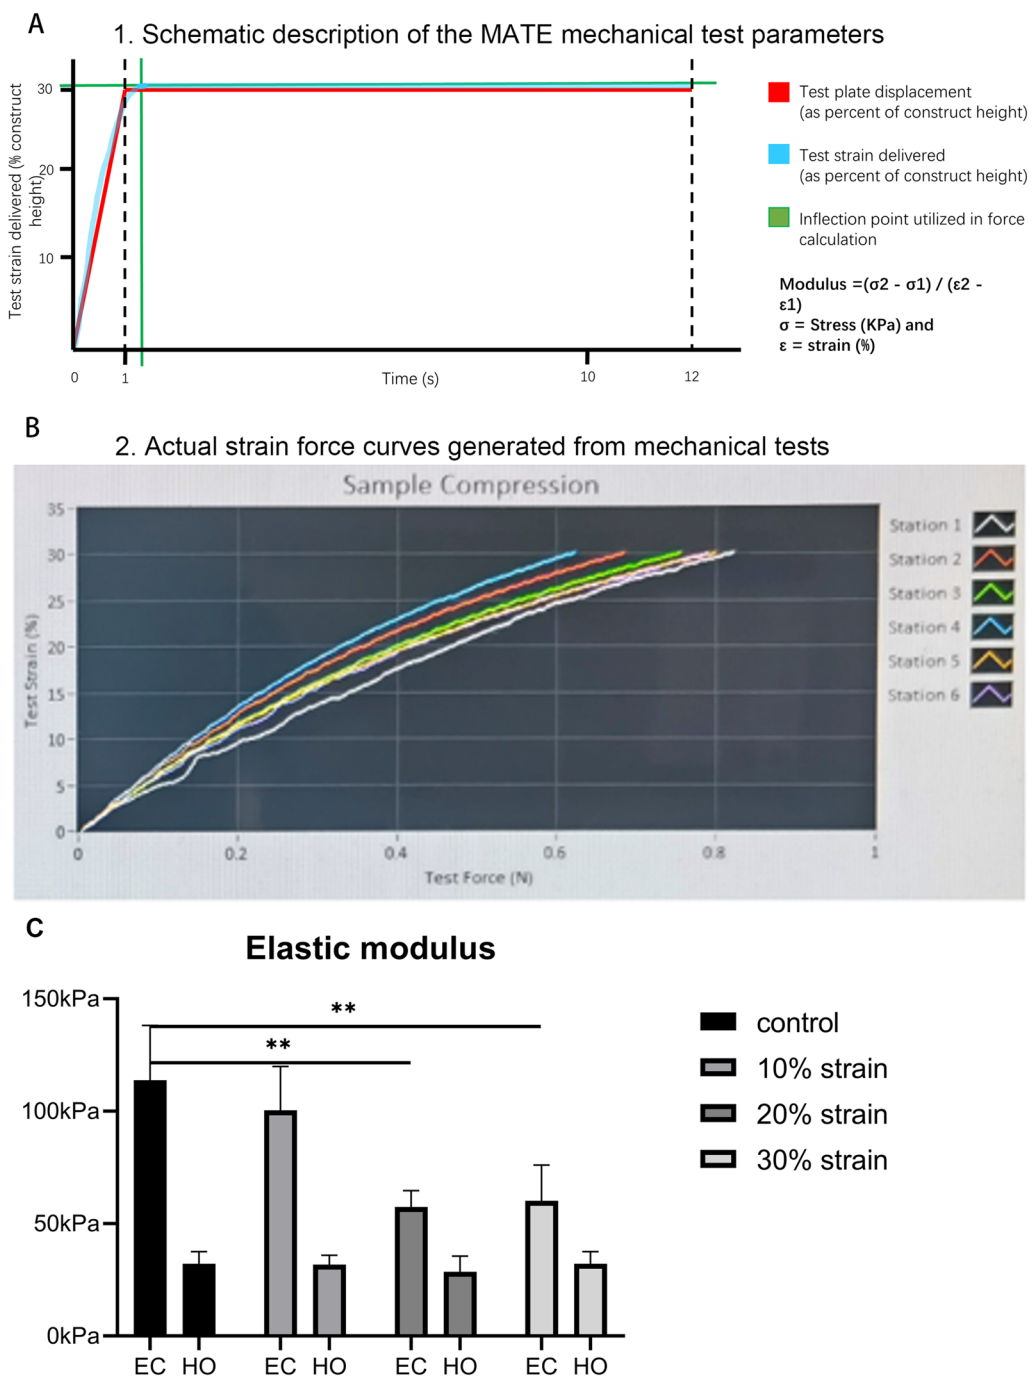 A
1. Schematic description of the MATE mechanical test parameters
Test strain delivered (% construct
height)
30
20
10
0
1
Time (s)
10
12
Test plate displacement
(as percent of construct height)
Test strain delivered
(as percent of construct height)
Inflection point utilized in force
calculation
Modulus =(σ2 - σ1) / (ε2 -
ε1)
σ = Stress (KPa) and
ε = strain (%)
B
2. Actual strain force curves generated from mechanical tests
Sample Compression
Test Strain (%)
35
30
25
20
15
10
5
0
0
0.2
0.4
0.6
0.8
1
Test Force (N)
Station 1
Station 2
Station 3
Station 4
Station 5
Station 6
C
Elastic modulus
150kPa
100kPa
50kPa
0kPa
**
**
EC HO EC HO EC HO EC HO
control
10% strain
20% strain
30% strain